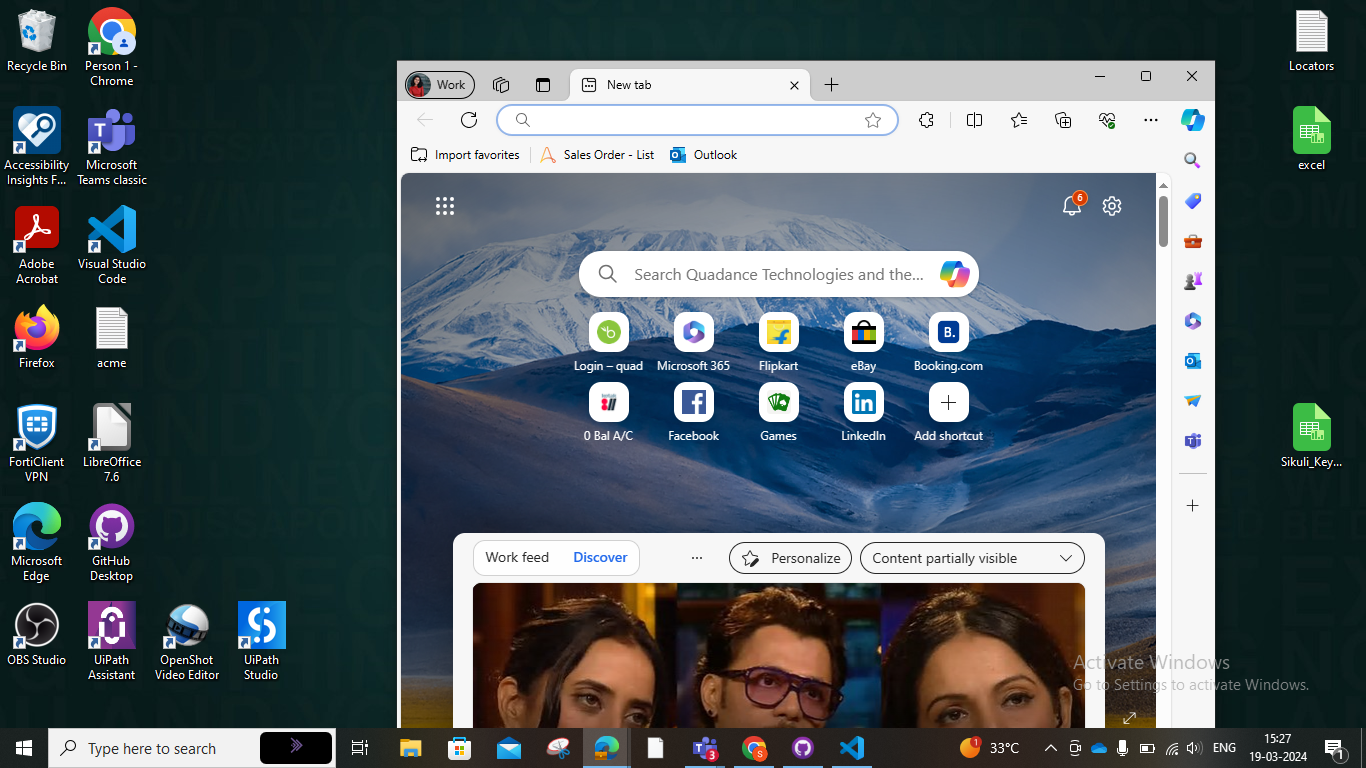 Recycle Bin
Person 1 - Chrome
Accessibility Insights F...
Microsoft Teams classic
Adobe Acrobat
Visual Studio Code
Firefox
acme
FortiClient VPN
LibreOffice 7.6
Microsoft Edge
GitHub Desktop
OBS Studio
UiPath Assistant
OpenShot Video Editor
UiPath Studio
Locators
excel
Sikuli_Key...
Work
New tab
Import favorites
Sales Order - List
Outlook
6
Search Quadance Technologies and the...
Login – quad
Microsoft 365
Flipkart
eBay
Booking.com
0 Bal A/C
Facebook
Games
LinkedIn
Add shortcut
Work feed
Discover
Personalize
Content partially visible
Activate Windows
Go to Settings to activate Windows.
Type here to search
3
S
1
33°C
ENG
15:27
19-03-2024
1